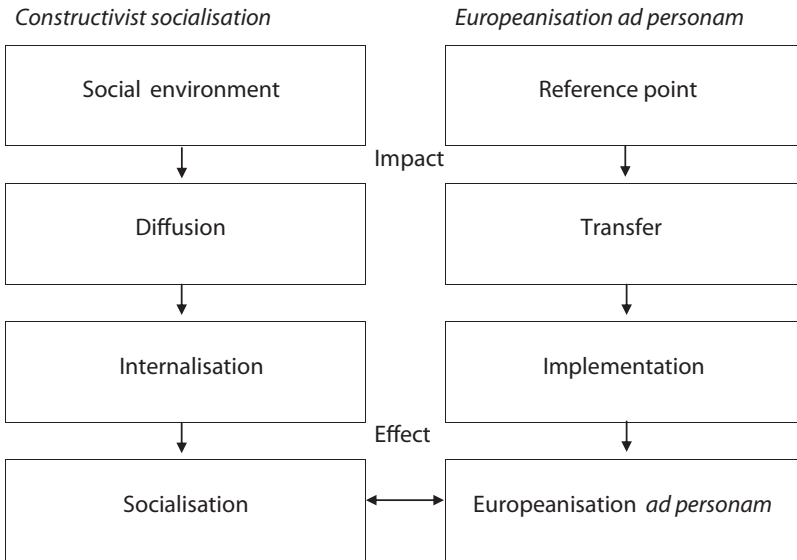 Constructivist socialisation
Europeanisation ad personam
Social environment
Reference point
Impact
Diffusion
Transfer
Internalisation
Implementation
Effect
Socialisation
Europeanisation ad personam